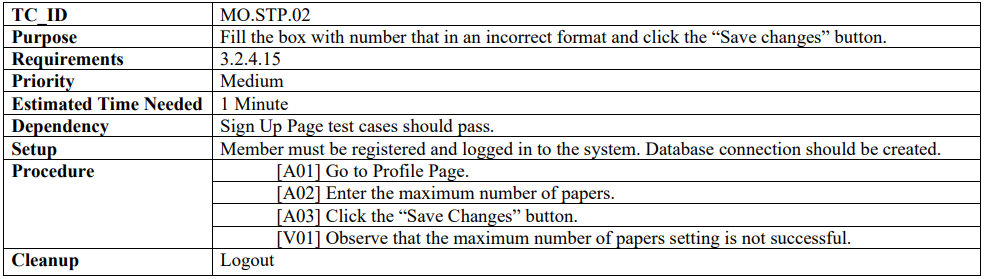 TC_ID MO.STP.02
Purpose Fill the box with number that in an incorrect format and click the “Save changes” button.
Requirements 3.2.4.15
Priority Medium
Estimated Time Needed 1 Minute
Dependency Sign Up Page test cases should pass.
Setup Member must be registered and logged in to the system. Database connection should be created.
Procedure [A01] Go to Profile Page.
[A02] Enter the maximum number of papers.
[A03] Click the “Save Changes” button.
[V01] Observe that the maximum number of papers setting is not successful.
Cleanup Logout